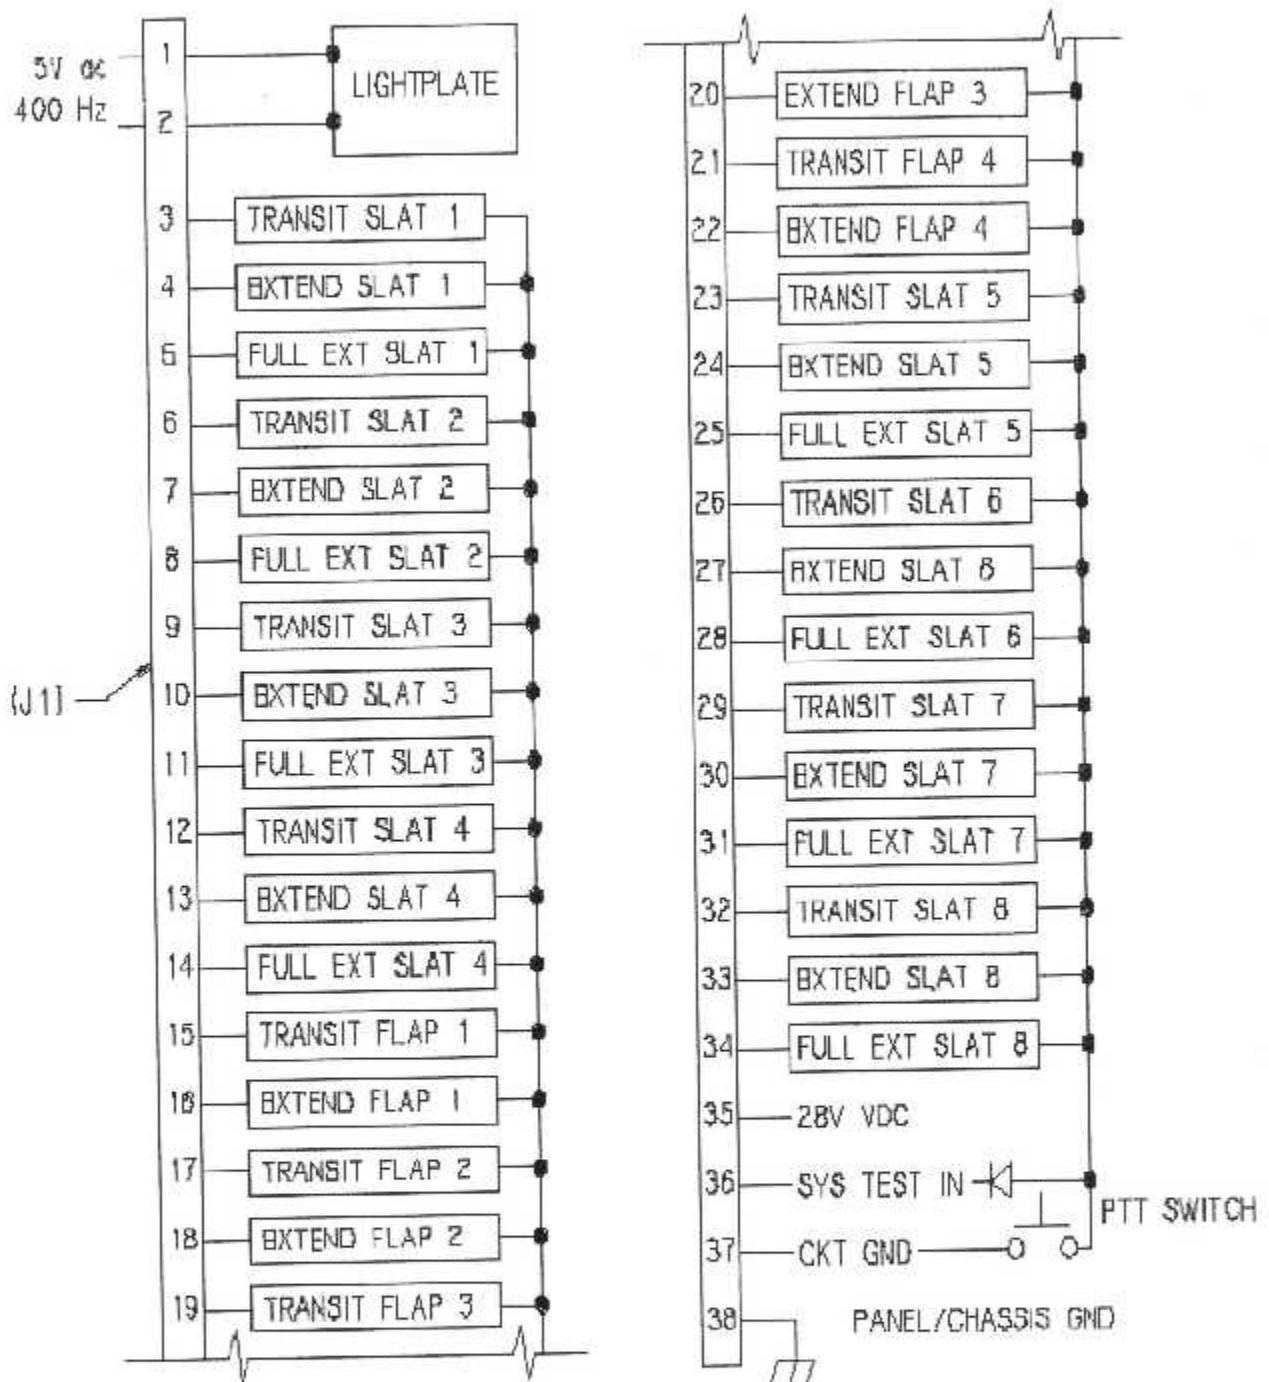 1
5V ac
LIGHTPLATE
400 Hz
2
3 TRANSIT SLAT 1
4 EXTEND SLAT 1
5 FULL EXT SLAT 1
6 TRANSIT SLAT 2
7 EXTEND SLAT 2
8 FULL EXT SLAT 2
9 TRANSIT SLAT 3
(J1)
10 EXTEND SLAT 3
11 FULL EXT SLAT 3
12 TRANSIT SLAT 4
13 EXTEND SLAT 4
14 FULL EXT SLAT 4
15 TRANSIT FLAP 1
16 EXTEND FLAP 1
17 TRANSIT FLAP 2
18 EXTEND FLAP 2
19 TRANSIT FLAP 3
20 EXTEND FLAP 3
21 TRANSIT FLAP 4
22 EXTEND FLAP 4
23 TRANSIT SLAT 5
24 EXTEND SLAT 5
25 FULL EXT SLAT 5
26 TRANSIT SLAT 6
27 EXTEND SLAT 6
28 FULL EXT SLAT 6
29 TRANSIT SLAT 7
30 EXTEND SLAT 7
31 FULL EXT SLAT 7
32 TRANSIT SLAT 8
33 EXTEND SLAT 8
34 FULL EXT SLAT 8
35 28V VDC
36 SYS TEST IN
PTT SWITCH
37 CKT GND
38 PANEL/CHASSIS GND